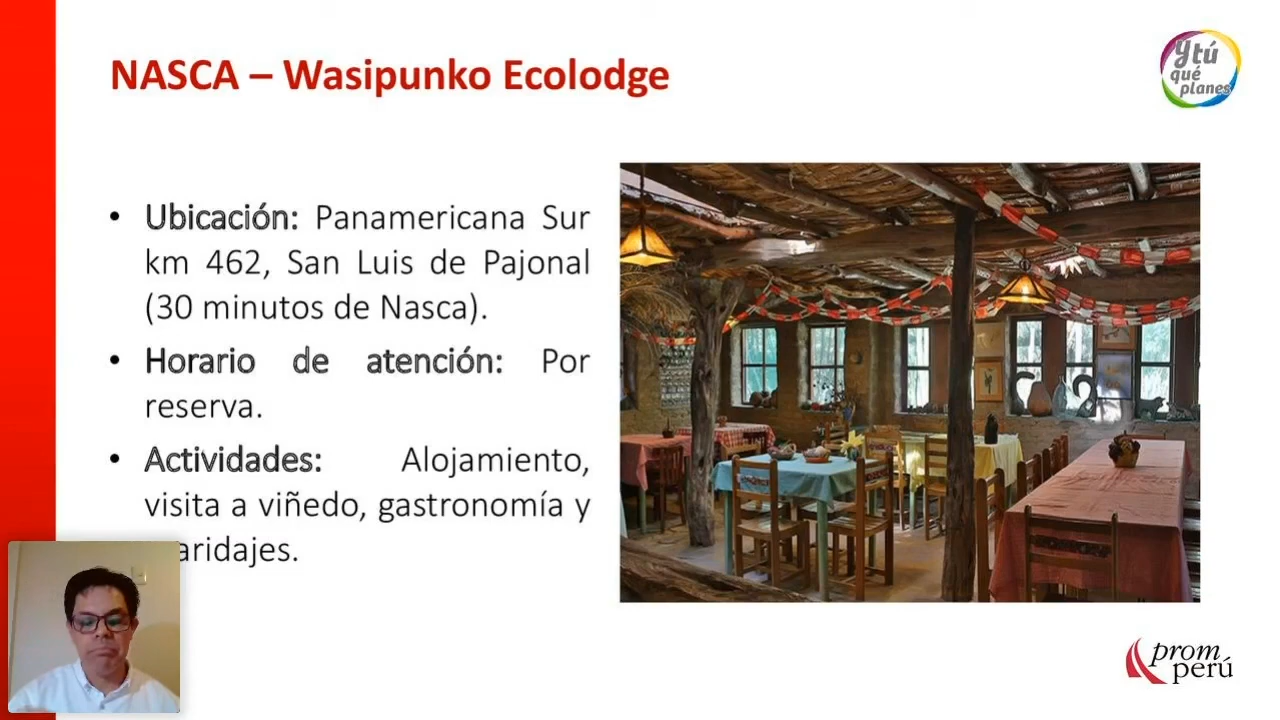 NASCA – Wasipunko Ecolodge
Ytú
qué
planes
• Ubicación: Panamericana Sur
km 462, San Luis de Pajonal
(30 minutos de Nasca).
• Horario de atención: Por
reserva.
• Actividades: Alojamiento,
visita a viñedo, gastronomía y
aridajes.
prom
perú